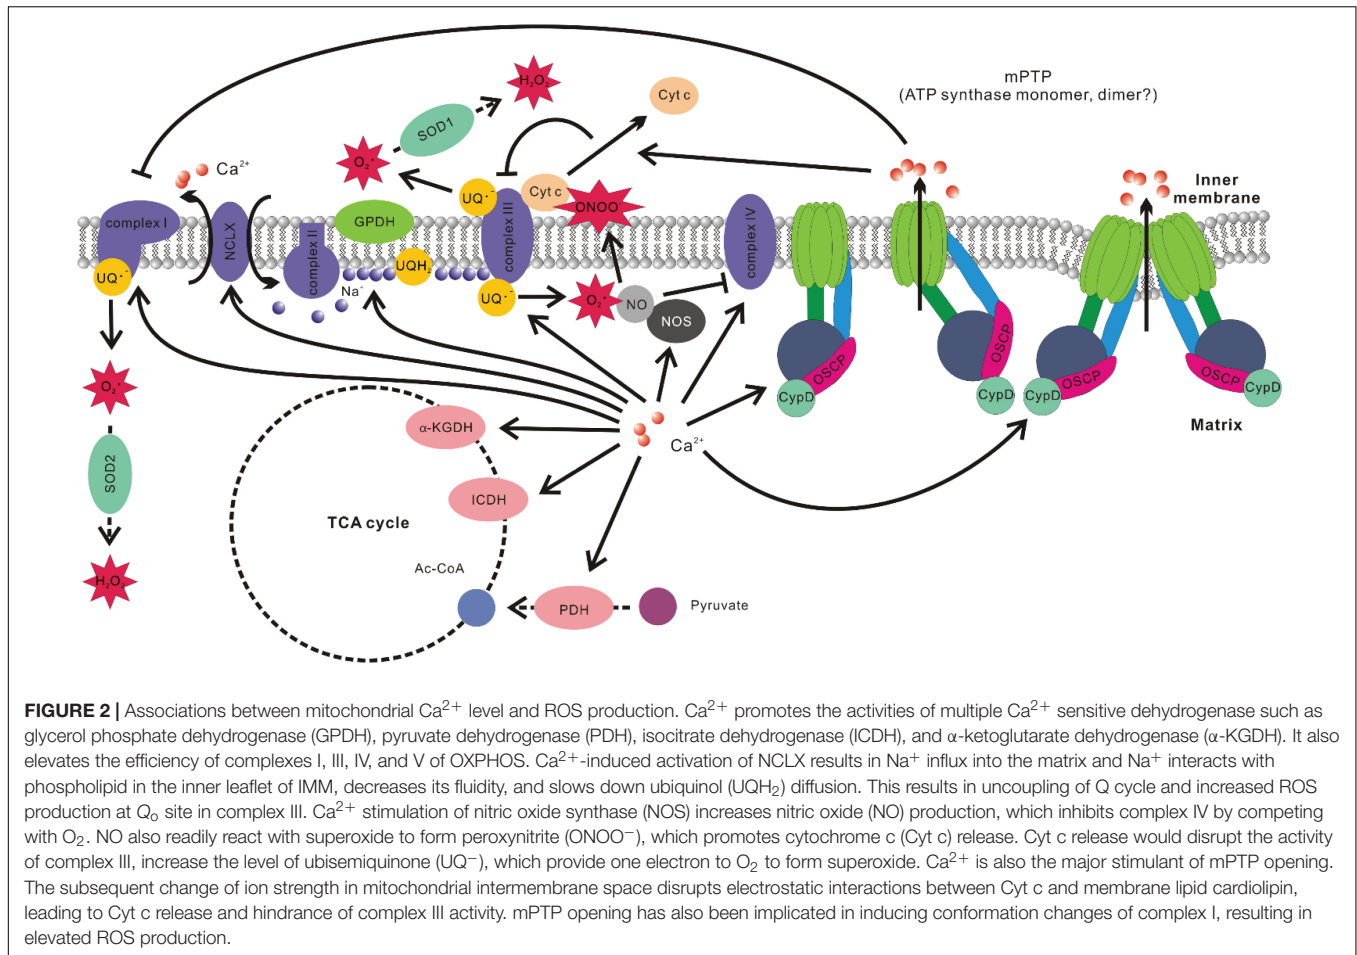 H₂O₂
Cyt c
mPTP
(ATP synthase monomer, dimer?)
SOD1
O₂•
Ca²⁺
Inner
membrane
UQ•⁻
Cyt c
ONOO⁻
complex I
NCLX
GPDH
complex II
complex III
complex IV
UQ•⁻
UQH₂
Na⁺
UQ•⁻
O₂•
NO
NOS
OSCP
CypD
OSCP
CypD
OSCP
CypD
OSCP
CypD
Matrix
O₂•
α-KGDH
Ca²⁺
SOD2
ICDH
TCA cycle
H₂O₂
Ac-CoA
PDH
Pyruvate
FIGURE 2 | Associations between mitochondrial Ca²⁺ level and ROS production. Ca²⁺ promotes the activities of multiple Ca²⁺ sensitive dehydrogenase such as
glycerol phosphate dehydrogenase (GPDH), pyruvate dehydrogenase (PDH), isocitrate dehydrogenase (ICDH), and α-ketoglutarate dehydrogenase (α-KGDH). It also
elevates the efficiency of complexes I, III, IV, and V of OXPHOS. Ca²⁺-induced activation of NCLX results in Na⁺ influx into the matrix and Na⁺ interacts with
phospholipid in the inner leaflet of IMM, decreases its fluidity, and slows down ubiquinol (UQH₂) diffusion. This results in uncoupling of Q cycle and increased ROS
production at Qₒ site in complex III. Ca²⁺ stimulation of nitric oxide synthase (NOS) increases nitric oxide (NO) production, which inhibits complex IV by competing
with O₂. NO also readily react with superoxide to form peroxynitrite (ONOO⁻), which promotes cytochrome c (Cyt c) release. Cyt c release would disrupt the activity
of complex III, increase the level of ubisemiquinone (UQ⁻), which provide one electron to O₂ to form superoxide. Ca²⁺ is also the major stimulant of mPTP opening.
The subsequent change of ion strength in mitochondrial intermembrane space disrupts electrostatic interactions between Cyt c and membrane lipid cardiolipin,
leading to Cyt c release and hindrance of complex III activity. mPTP opening has also been implicated in inducing conformation changes of complex I, resulting in
elevated ROS production.